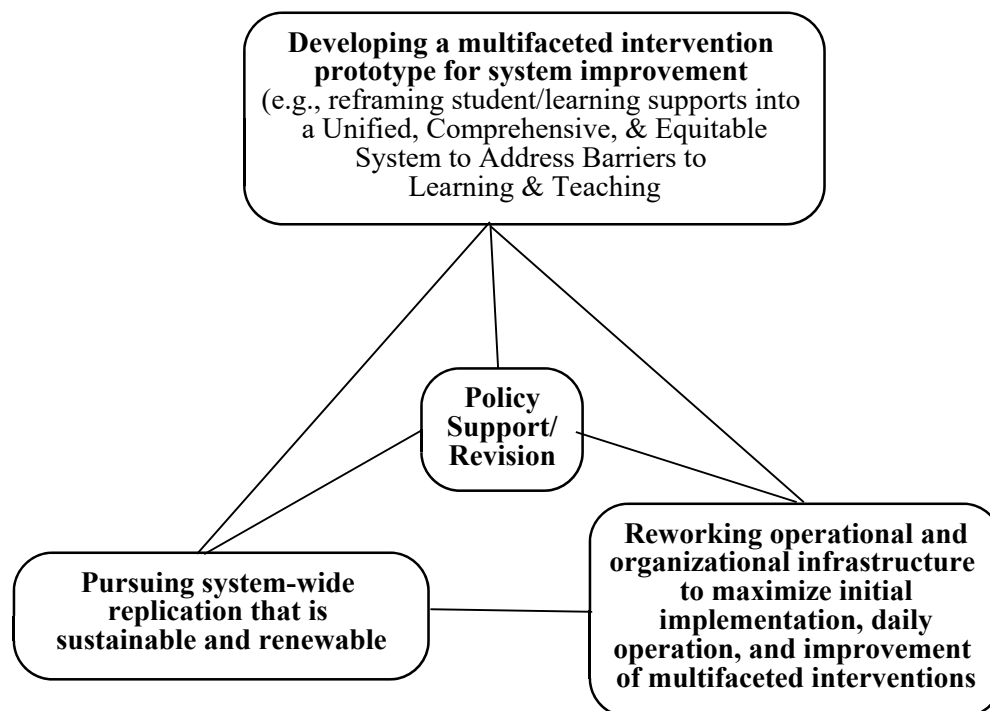 Developing a multifaceted intervention
prototype for system improvement
(e.g., reframing student/learning supports into
a Unified, Comprehensive, & Equitable
System to Address Barriers to
Learning & Teaching
Policy
Support/
Revision
Pursuing system-wide
replication that is
sustainable and renewable
Reworking operational and
organizational infrastructure
to maximize initial
implementation, daily
operation, and improvement
of multifaceted interventions